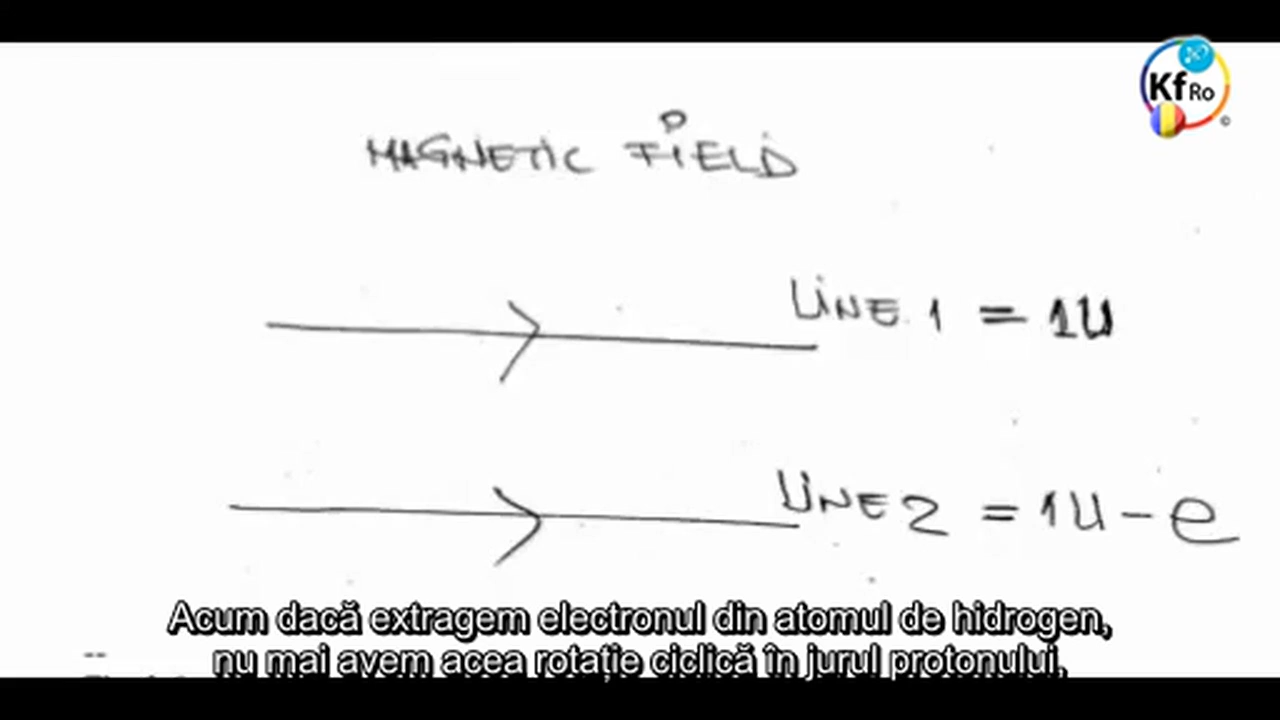 Kf Ro
©
MAGNETIC FIELD
LINE 1 = 1U
LINE 2 = 1U - e
Acum dacă extragem electronul din atomul de hidrogen,
nu mai avem acea rotație ciclică în jurul protonului,